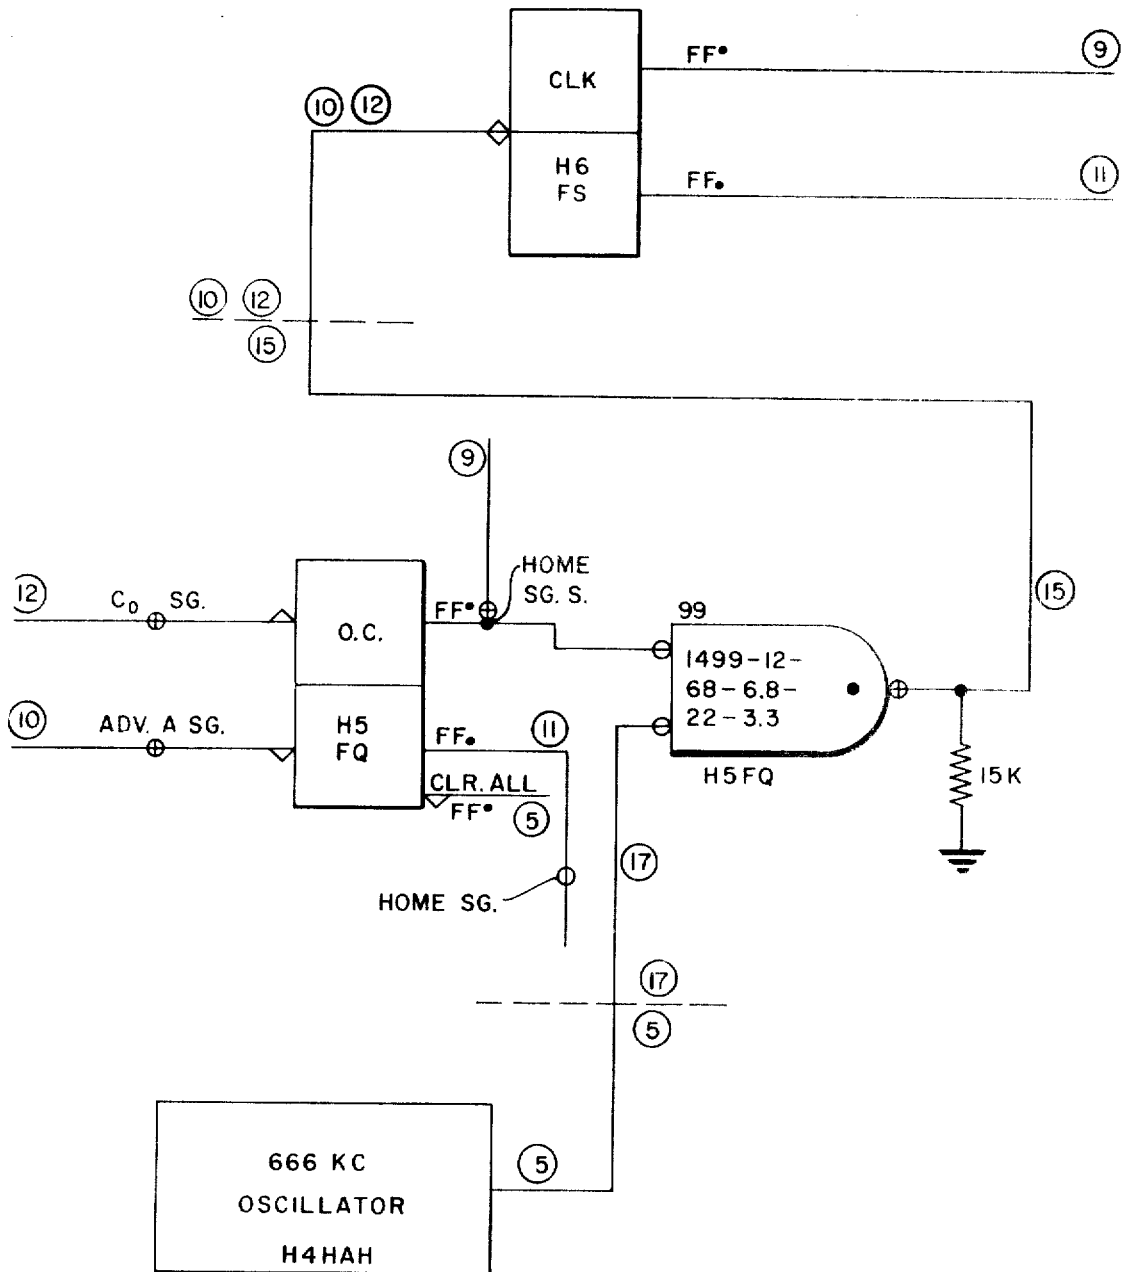 FF•
9
CLK
10 12
H6
FS
FF.
11
10 12
15
9
HOME
SG. S.
12
C₀ SG.
FF•
O.C.
15
99
1499-12-
68-6.8-
22-3.3
10
ADV. A SG.
H5
FQ
FF.
11
H5FQ
15K
CLR. ALL
FF•
5
17
HOME SG.
17
5
666 KC
OSCILLATOR
H4HAH
5